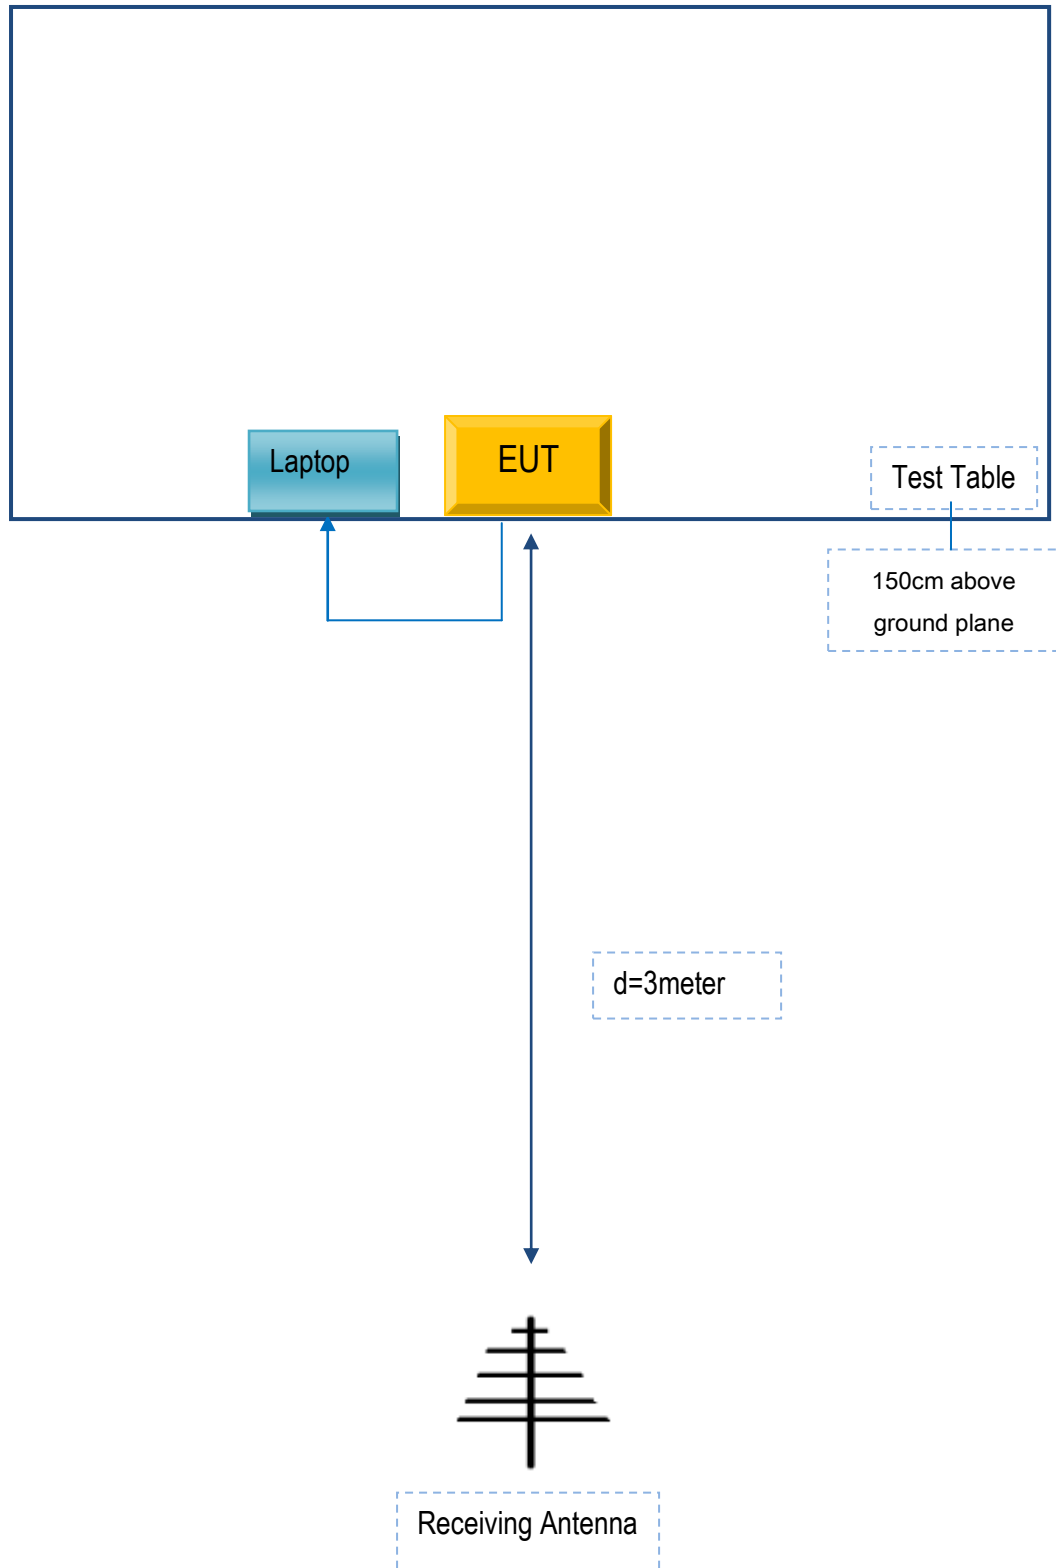 Laptop
EUT
Test Table
150cm above
ground plane
d=3meter
Receiving Antenna